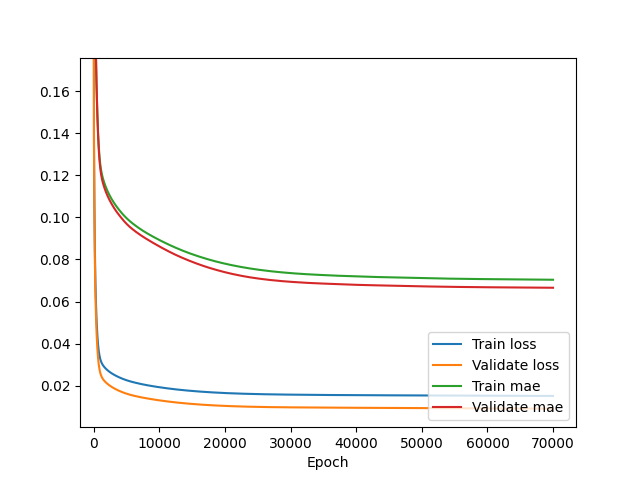 0.16
0.14
0.12
0.10
0.08
0.06
0.04
0.02
Train loss
Validate loss
Train mae
Validate mae
0 10000 20000 30000 40000 50000 60000 70000
Epoch